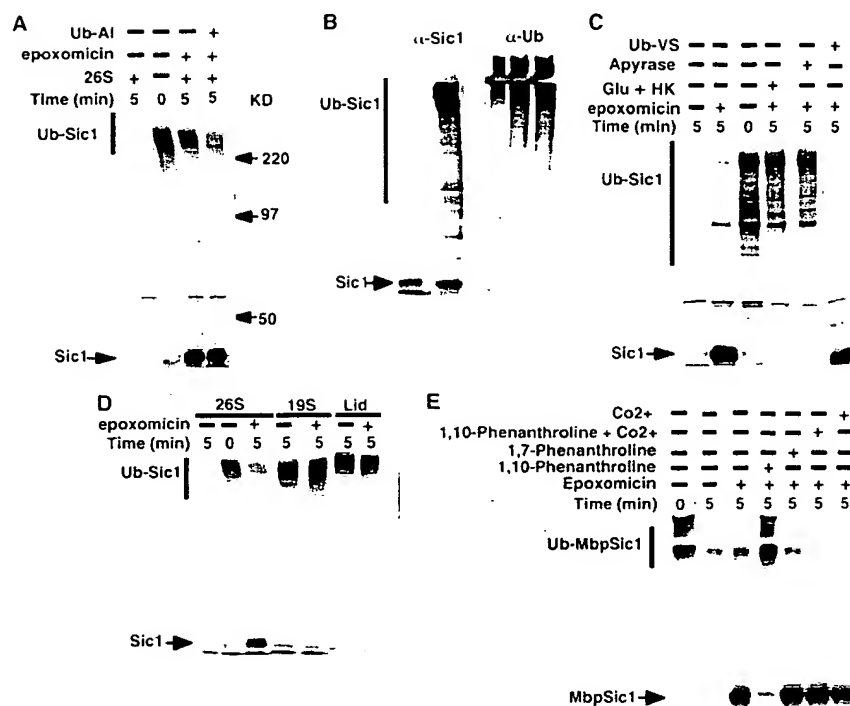 A
Ub-Al − − − +
epoxomicin − − + +
26S + − + +
Time (min) 5 0 5 5 KD
Ub-Sic1
220
97
50
Sic1
B
α-Sic1 α-Ub
Ub-Sic1
Sic1
C
Ub-VS − − − − − +
Apyrase − − − − + −
Glu + HK − − − + − −
epoxomicin − + − + + +
Time (min) 5 5 0 5 5 5
Ub-Sic1
Sic1
D
26S 19S Lid
epoxomicin − − + − + − +
Time (min) 5 0 5 5 5 5 5
Ub-Sic1
Sic1
E
Co2+ − − − − − − +
1,10-Phenanthroline + Co2+ − − − − − + −
1,7-Phenanthroline − − − − + − −
1,10-Phenanthroline − − − + − − −
Epoxomicin − − + + + + +
Time (min) 0 5 5 5 5 5 5
Ub-MbpSic1
MbpSic1